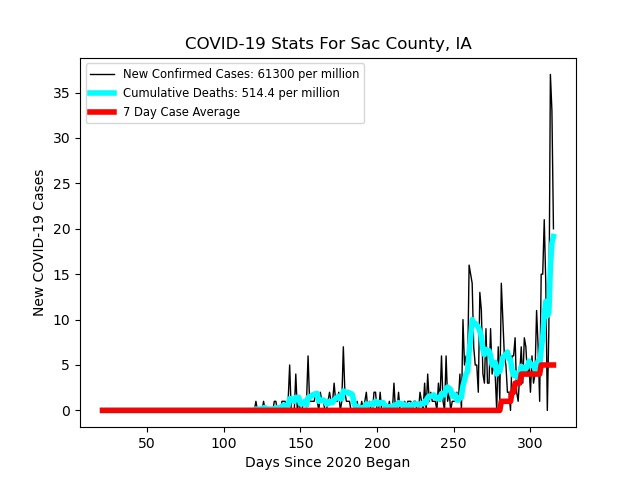 COVID-19 Stats For Sac County, IA
New Confirmed Cases: 61300 per million
Cumulative Deaths: 514.4 per million
7 Day Case Average
New COVID-19 Cases
35
30
25
20
15
10
5
0
50 100 150 200 250 300
Days Since 2020 Began